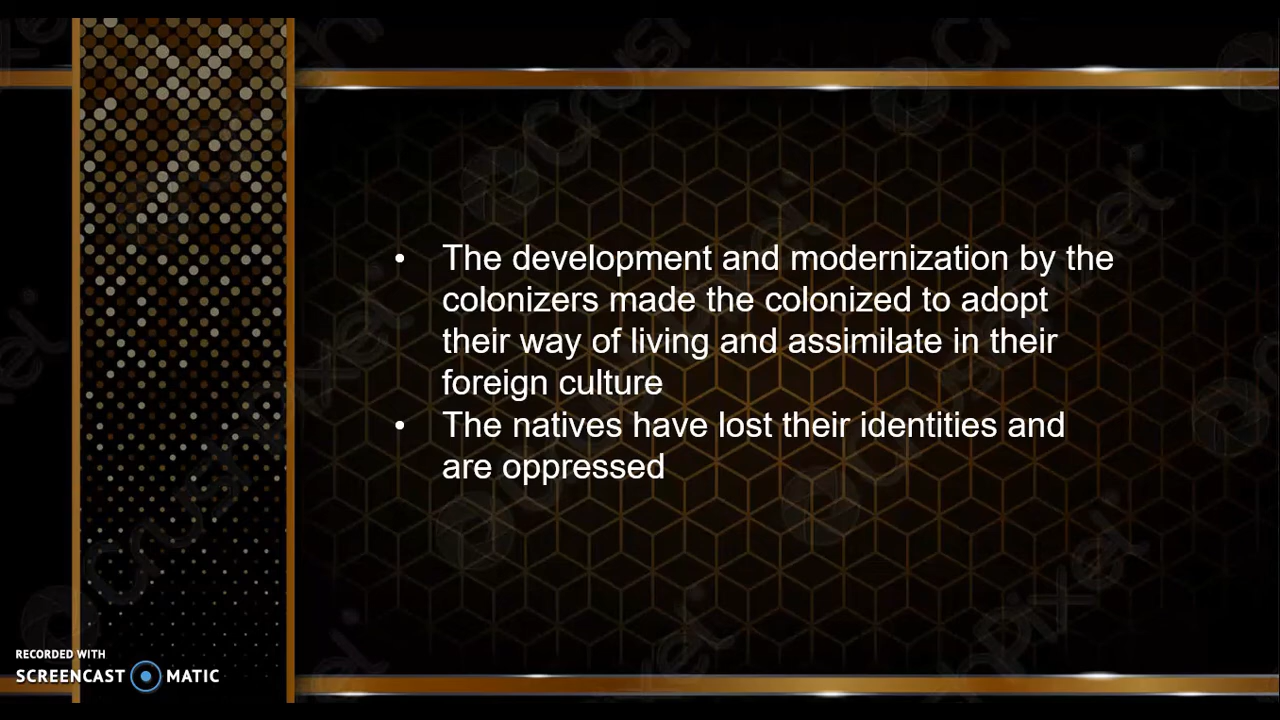 • The development and modernization by the
colonizers made the colonized to adopt
their way of living and assimilate in their
foreign culture
• The natives have lost their identities and
are oppressed
RECORDED WITH
SCREENCAST MATIC